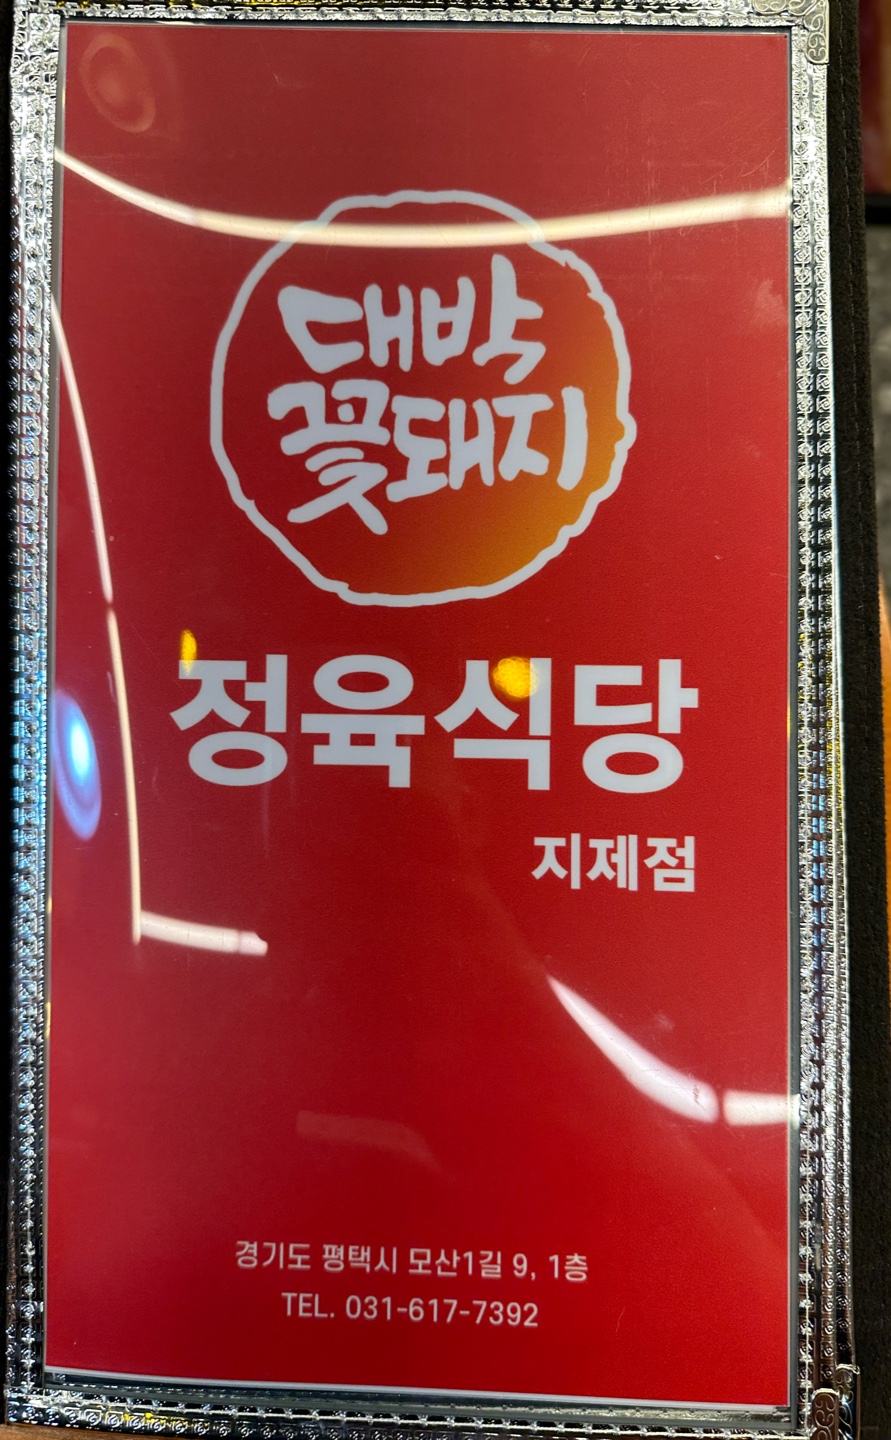 대박
꽃돼지
정육식당
지제점
경기도 평택시 모산1길 9, 1층
TEL. 031-617-7392